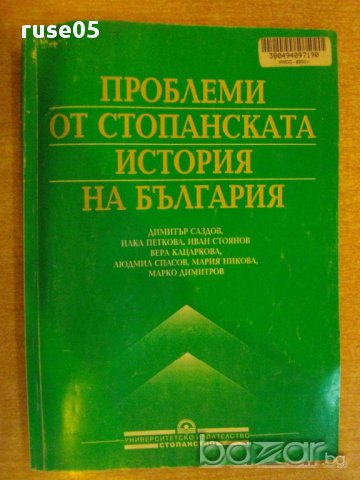 ruse05
380494097190
ПРОБЛЕМИ
ОТ СТОПАНСКАТА
ИСТОРИЯ
НА БЪЛГАРИЯ
ДИМИТЪР САЗДОВ,
ИЛКА ПЕТКОВА, ИВАН СТОЯНОВ
ВЕРА КАЦАРКОВА,
ЛЮДМИЛ СПАСОВ, МАРИЯ НИКОВА,
МАРКО ДИМИТРОВ
УНИВЕРСИТЕТСКО ИЗДАТЕЛСТВО
СТОПАНСТВО
bazar.bg